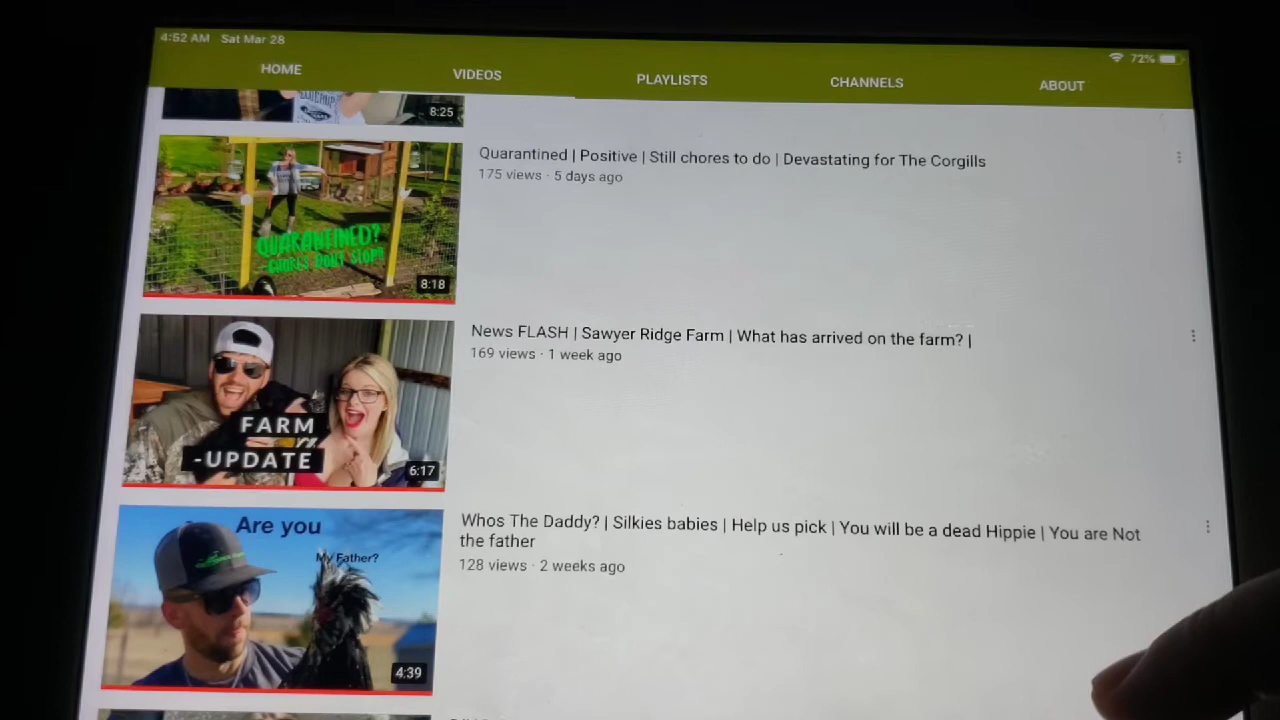 4:52 AM Sat Mar 28
72%
HOME
VIDEOS
PLAYLISTS
CHANNELS
ABOUT
8:25
Quarantined | Positive | Still chores to do | Devastating for The Corgills
175 views · 5 days ago
QUARANTINED?
-CHORES DONT STOP!!
8:18
News FLASH | Sawyer Ridge Farm | What has arrived on the farm? |
169 views · 1 week ago
FARM
-UPDATE
6:17
Whos The Daddy? | Silkies babies | Help us pick | You will be a dead Hippie | You are Not
the father
128 views · 2 weeks ago
Are you
My Father?
4:39